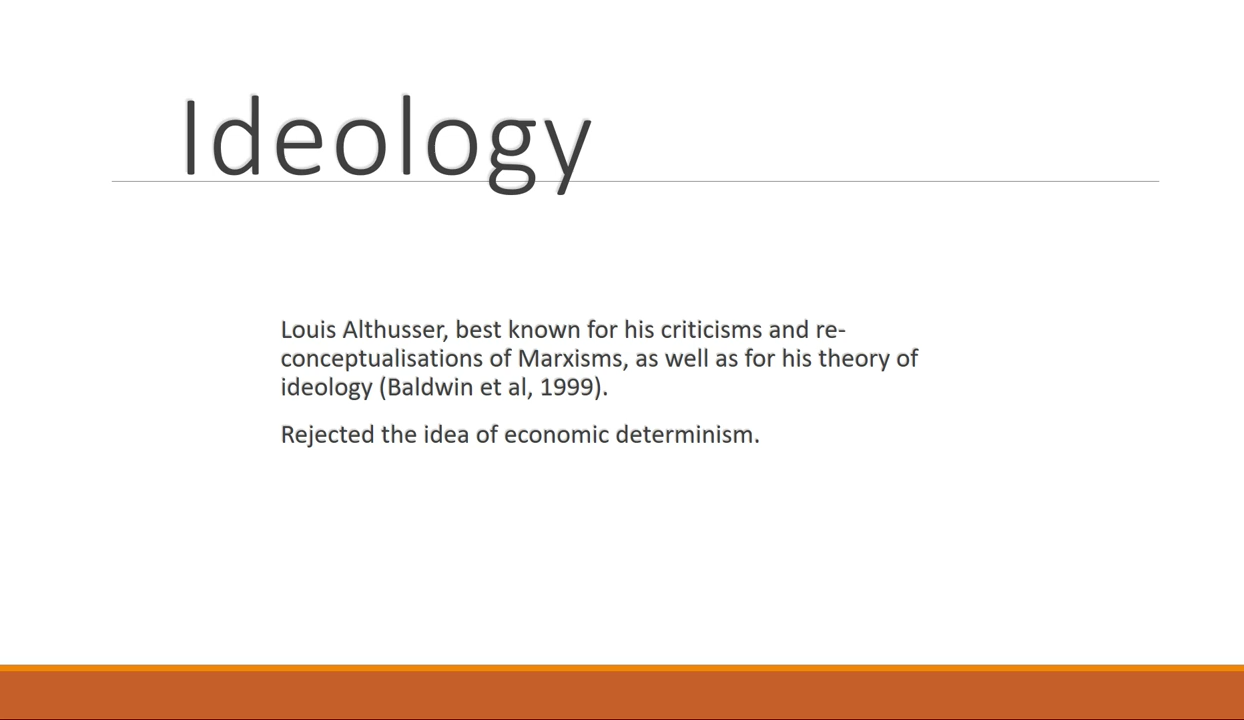 Ideology
Louis Althusser, best known for his criticisms and re-
conceptualisations of Marxisms, as well as for his theory of
ideology (Baldwin et al, 1999).
Rejected the idea of economic determinism.